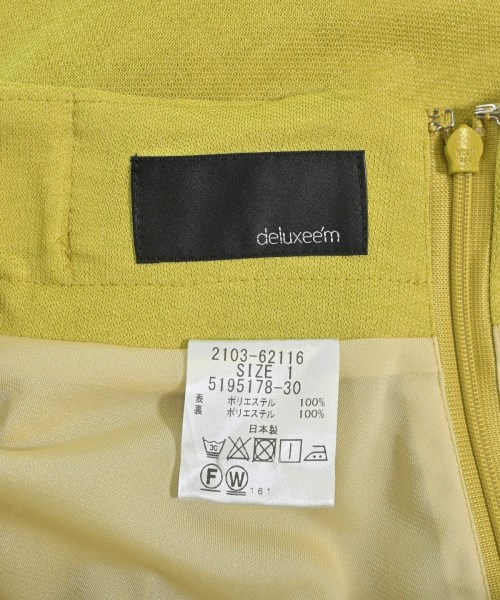 deluxee'm
2103-62116
SIZE 1
5195178-30
表 ポリエステル 100%
裏 ポリエステル 100%
日本製
F W 161